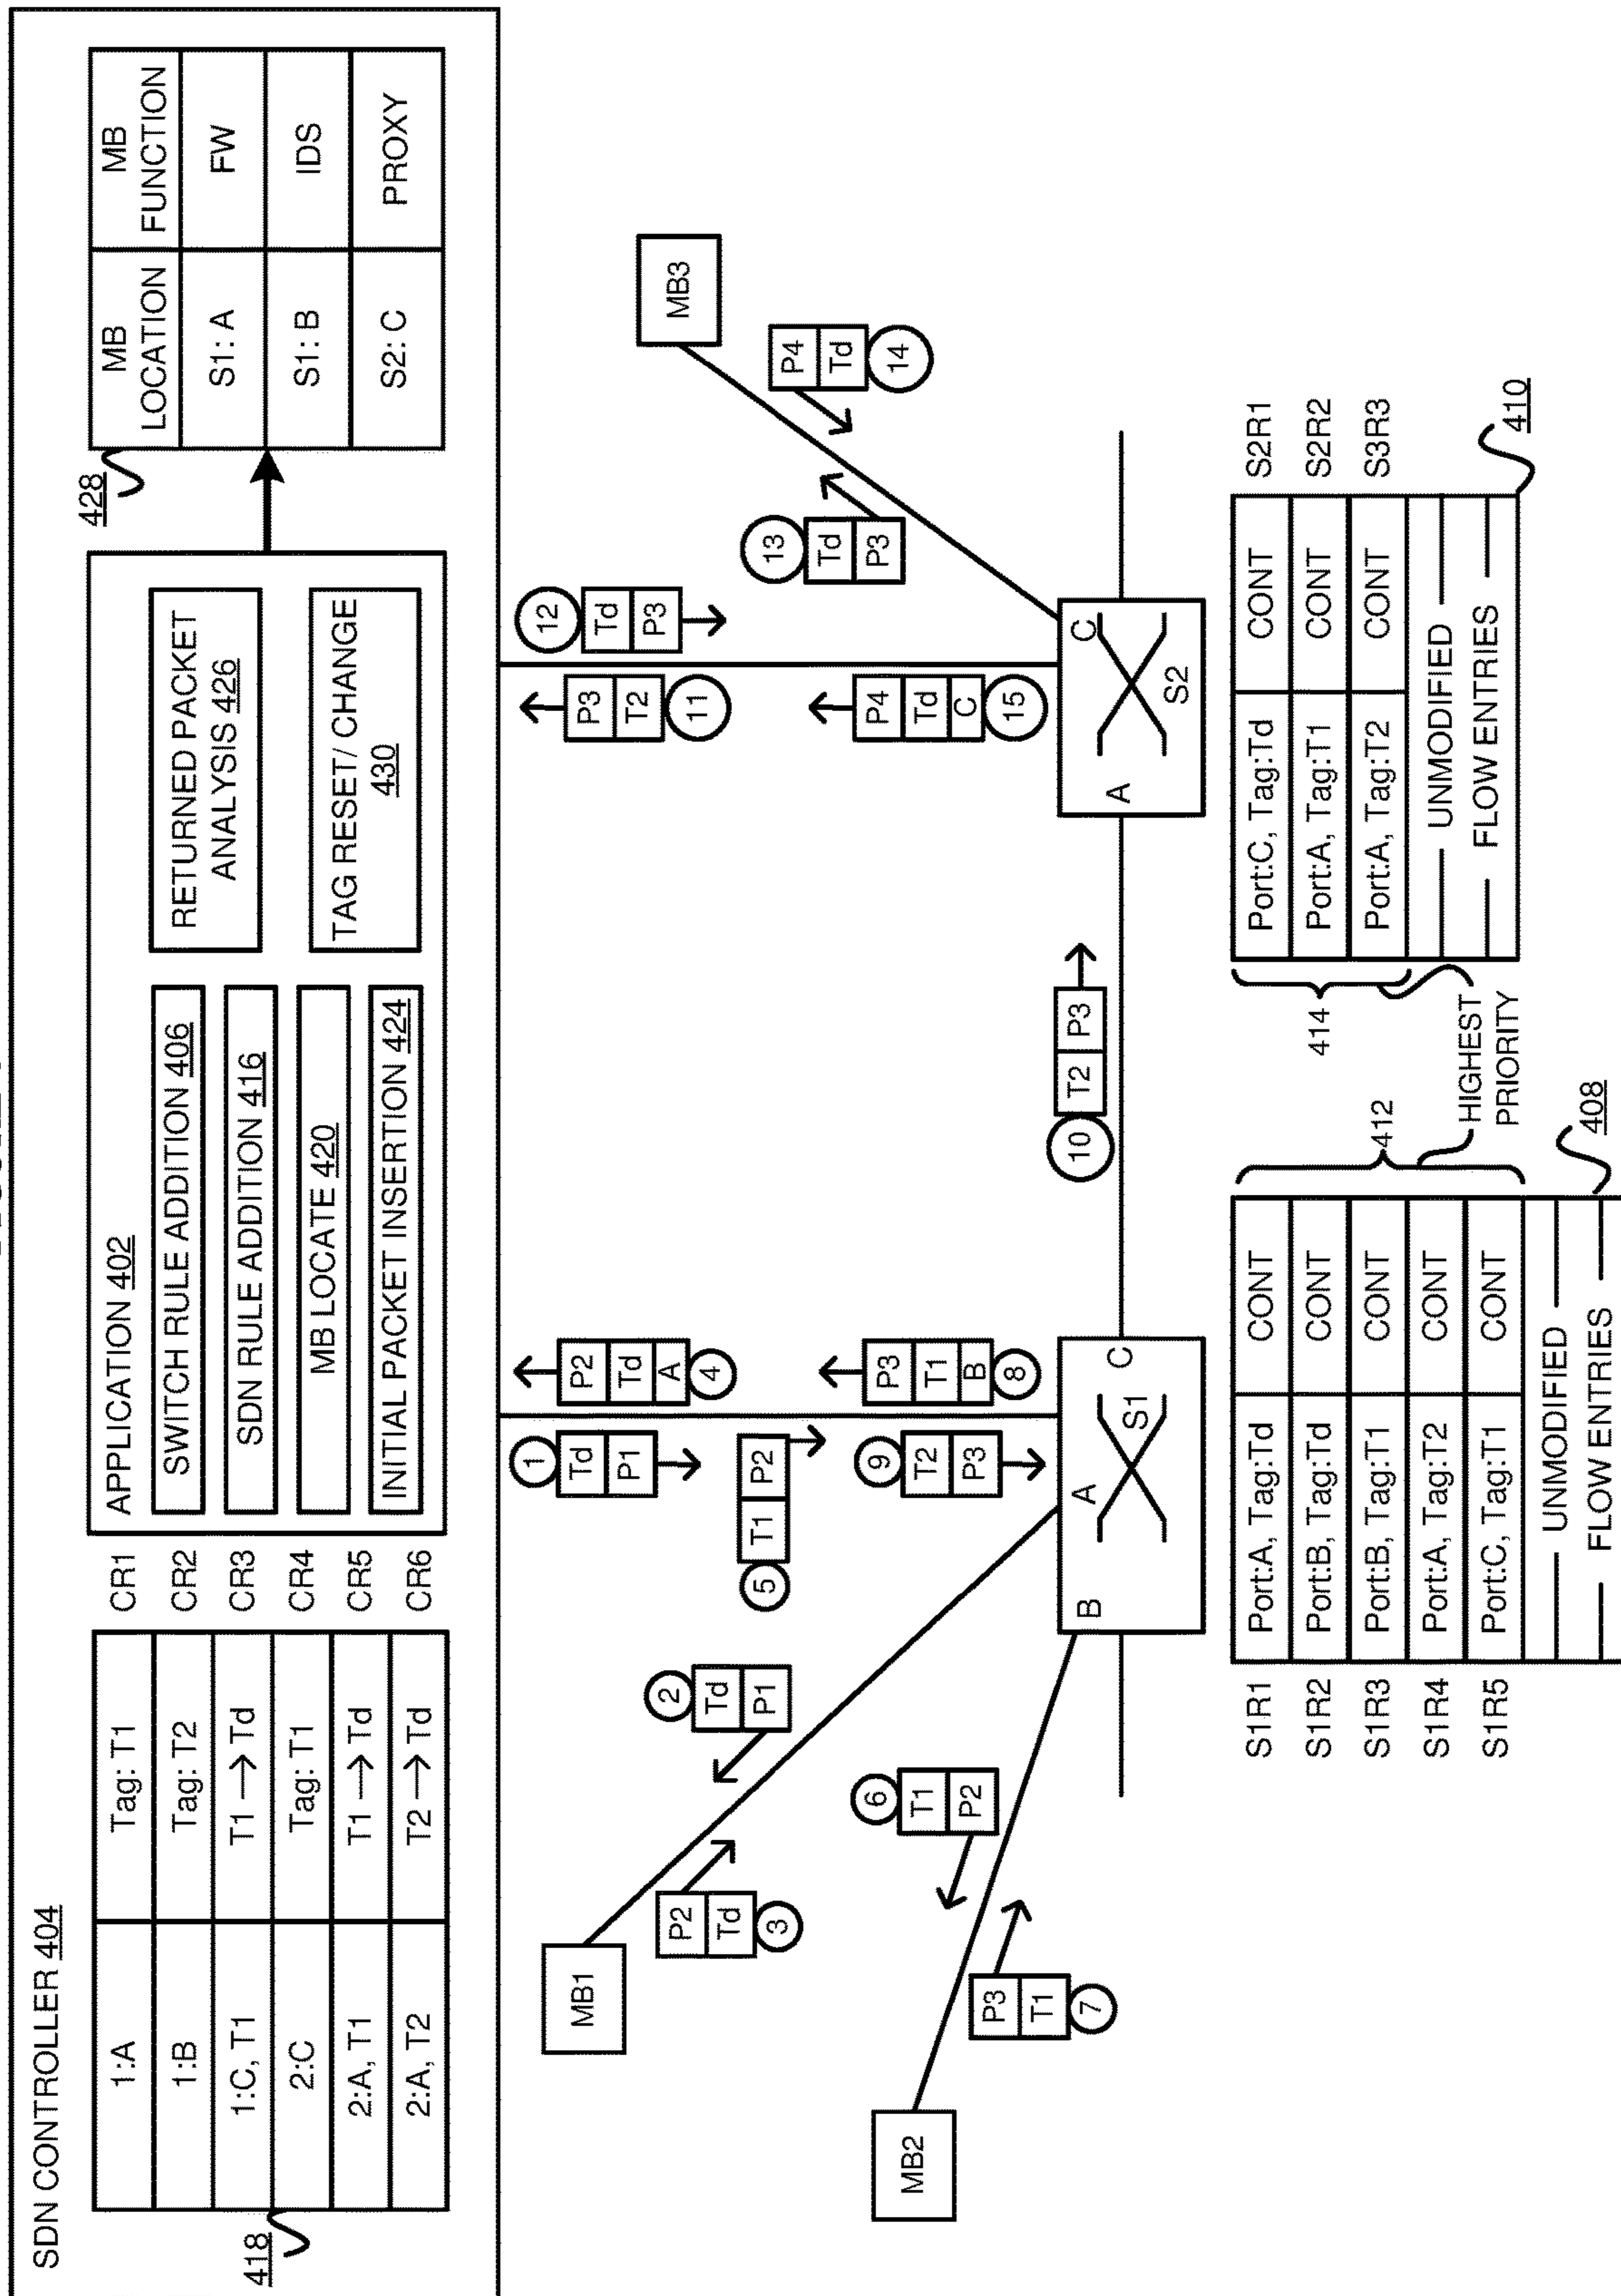 SDN CONTROLLER 404
418
1:A Tag: T1 CR1
1:B Tag: T2 CR2
1:C, T1 T1 → Td CR3
2:C Tag: T1 CR4
2:A, T1 T1 → Td CR5
2:A, T2 T2 → Td CR6
APPLICATION 402
SWITCH RULE ADDITION 406
SDN RULE ADDITION 416
MB LOCATE 420
INITIAL PACKET INSERTION 424
RETURNED PACKET
ANALYSIS 426
TAG RESET/ CHANGE
430
428
MB
LOCATION
MB
FUNCTION
S1: A FW
S1: B IDS
S2: C PROXY
1
Td
P1
P2
Td
A
4
5
T1 P2
P3
T1
B
8
9
T2
P3
2
Td
P1
P2
Td
3
MB1
6
T1
P2
P3
T1
7
MB2
B
A
C
S1
10
T2 P3
P3
T2
11
12
Td
P3
P4
Td
C
15
13
Td
P3
P4
Td
14
MB3
A
C
S2
S1R1 Port:A, Tag:Td CONT
S1R2 Port:B, Tag:Td CONT
S1R3 Port:B, Tag:T1 CONT
S1R4 Port:A, Tag:T2 CONT
S1R5 Port:C, Tag:T1 CONT
UNMODIFIED
FLOW ENTRIES
412
408
HIGHEST
PRIORITY
414
Port:C, Tag:Td CONT S2R1
Port:A, Tag:T1 CONT S2R2
Port:A, Tag:T2 CONT S3R3
UNMODIFIED
FLOW ENTRIES
410